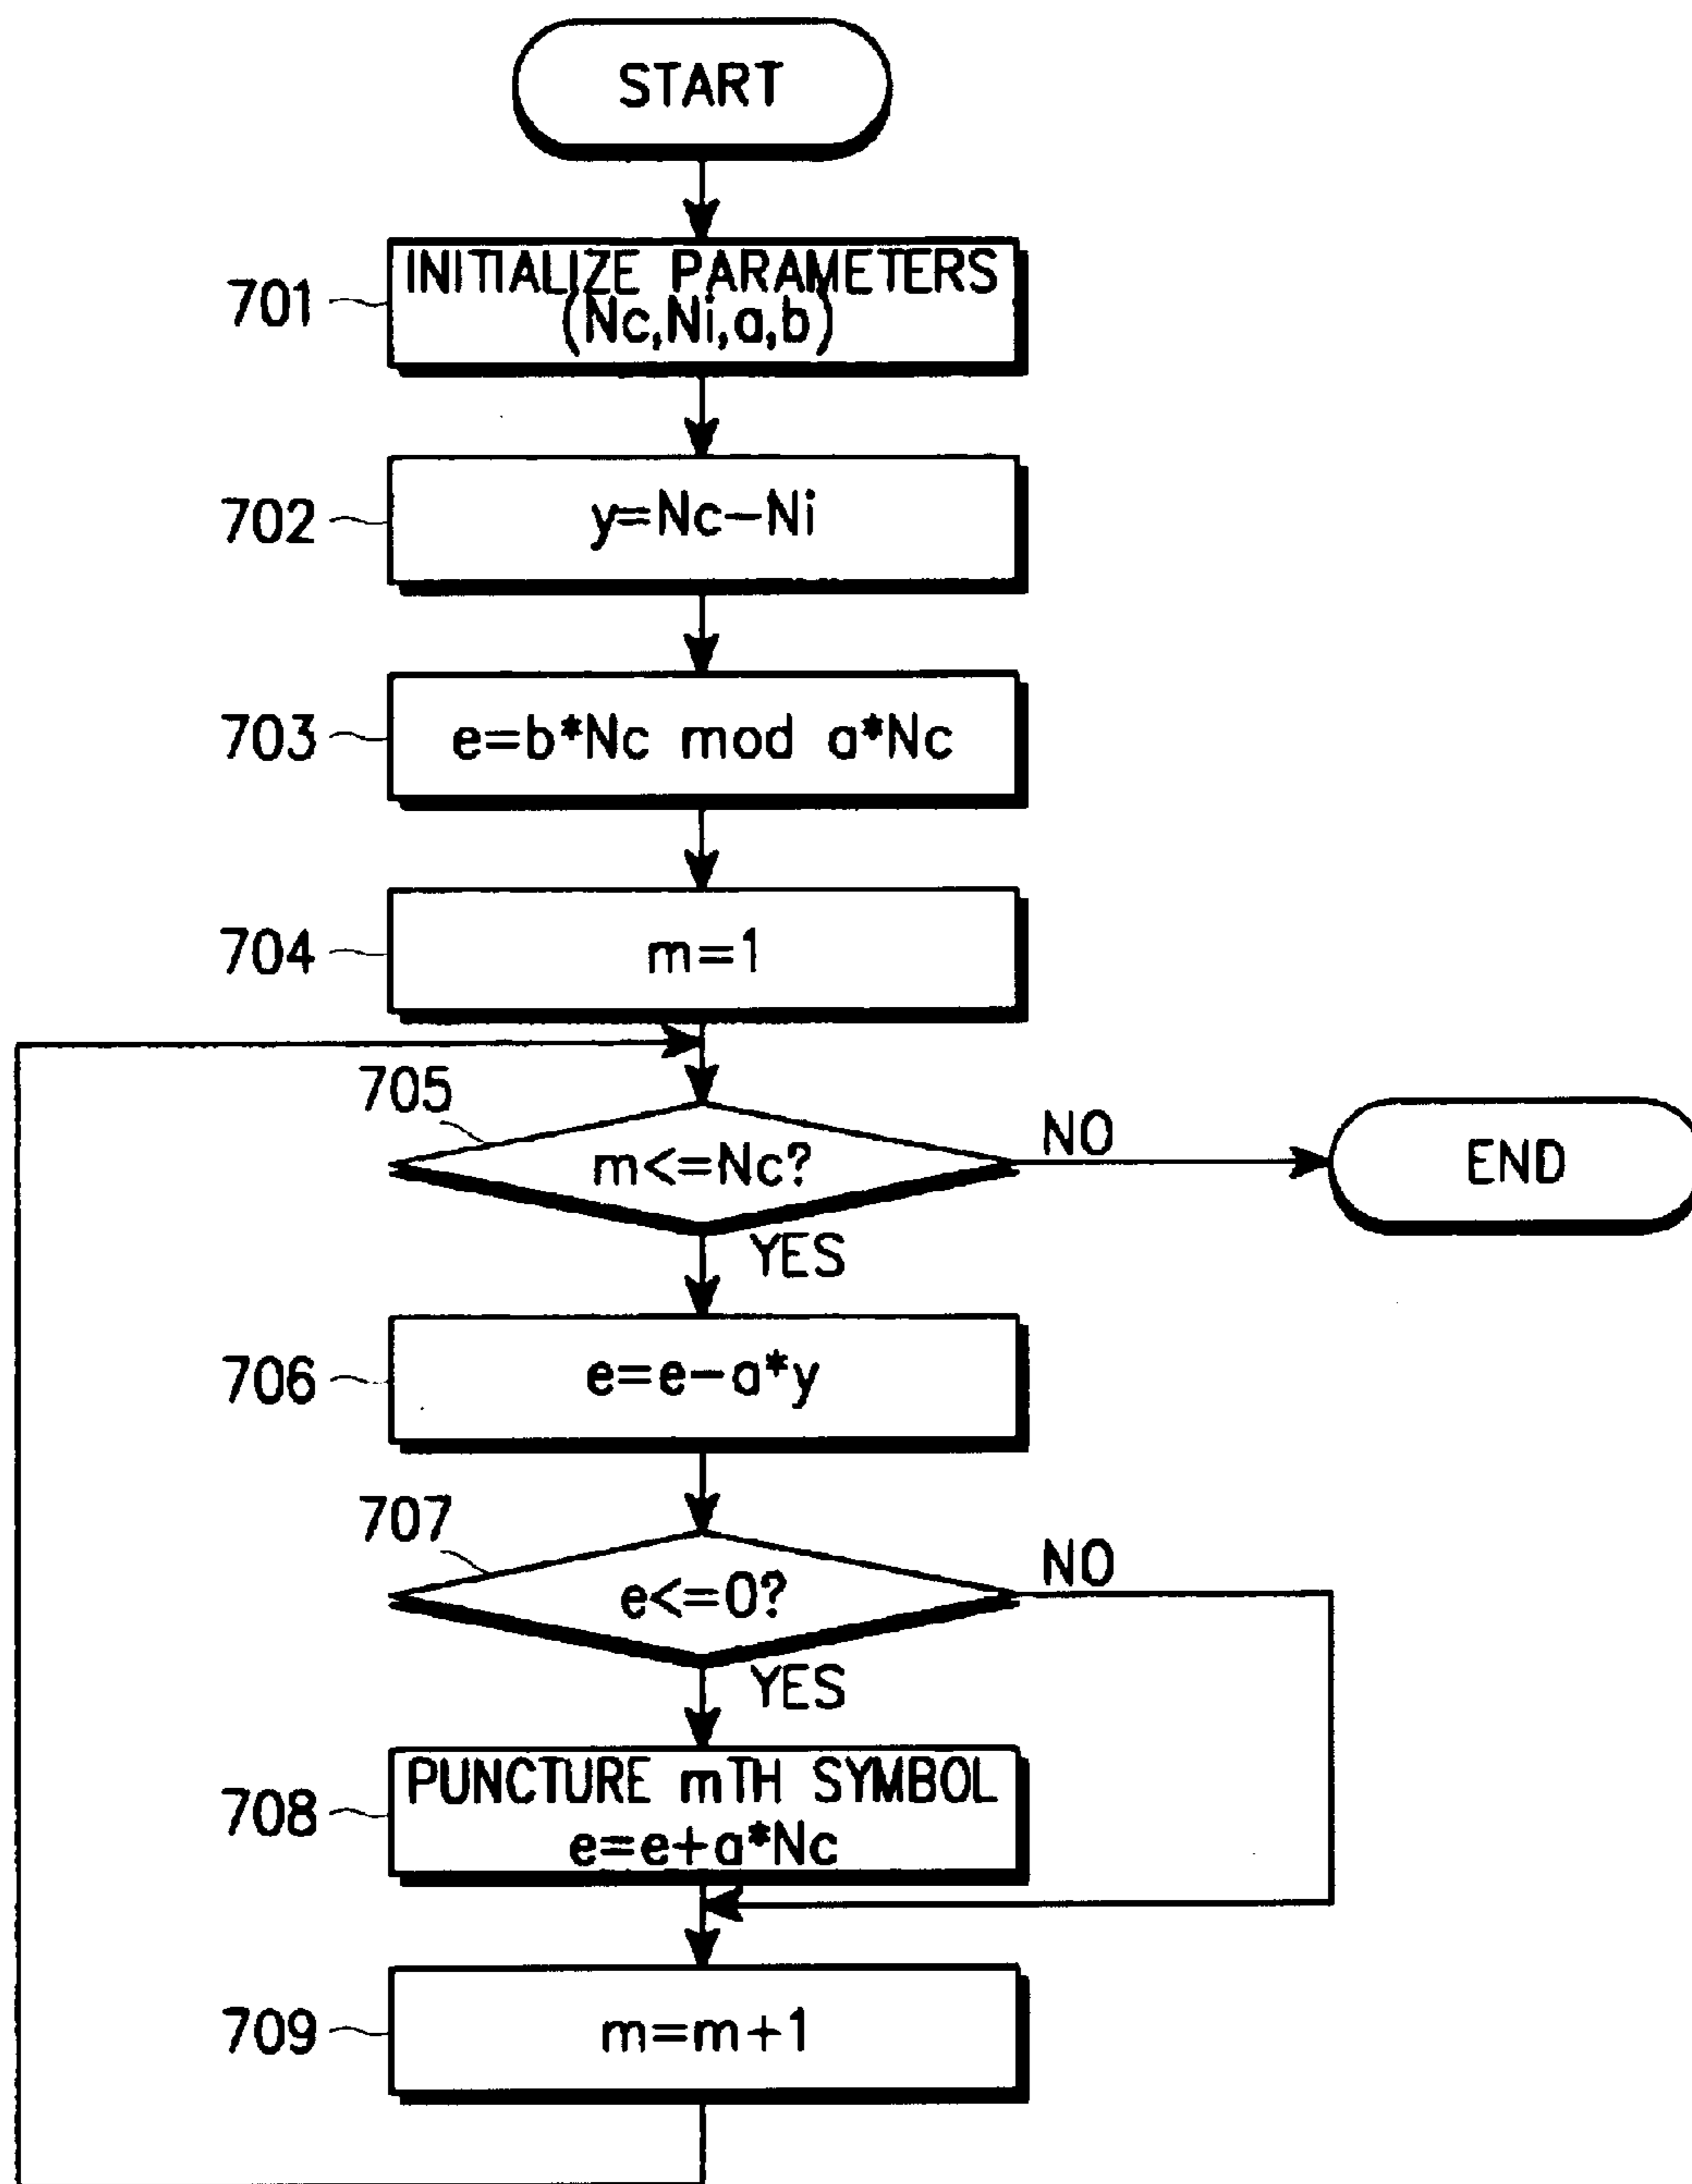 START
701
INITIALIZE PARAMETERS
(Nc,Ni,a,b)
702
y=Nc-Ni
703
e=b*Nc mod a*Nc
704
m=1
705
m<=Nc?
NO
END
YES
706
e=e-a*y
707
e<=0?
NO
YES
708
PUNCTURE mTH SYMBOL
e=e+a*Nc
709
m=m+1